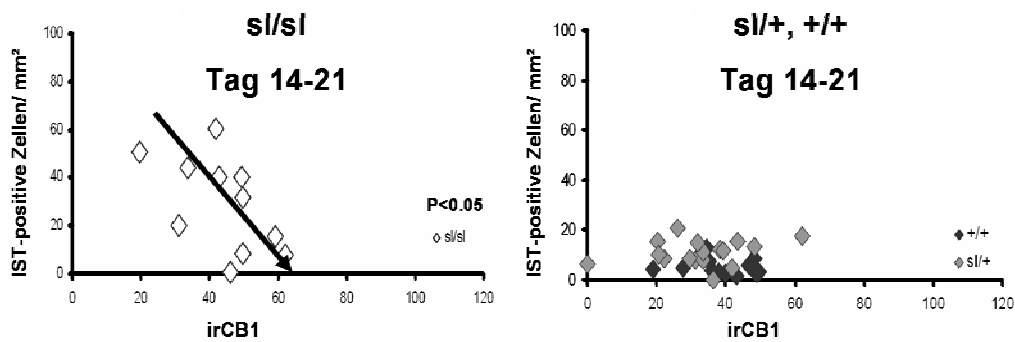 sl/sl
Tag 14-21
IST-positive Zellen/ mm²
100
80
60
40
20
0
P<0.05
sl/sl
0 20 40 60 80 100 120
irCB1
sl/+, +/+
Tag 14-21
IST-positive Zellen/ mm²
100
80
60
40
20
0
+/+
sl/+
0 20 40 60 80 100 120
irCB1